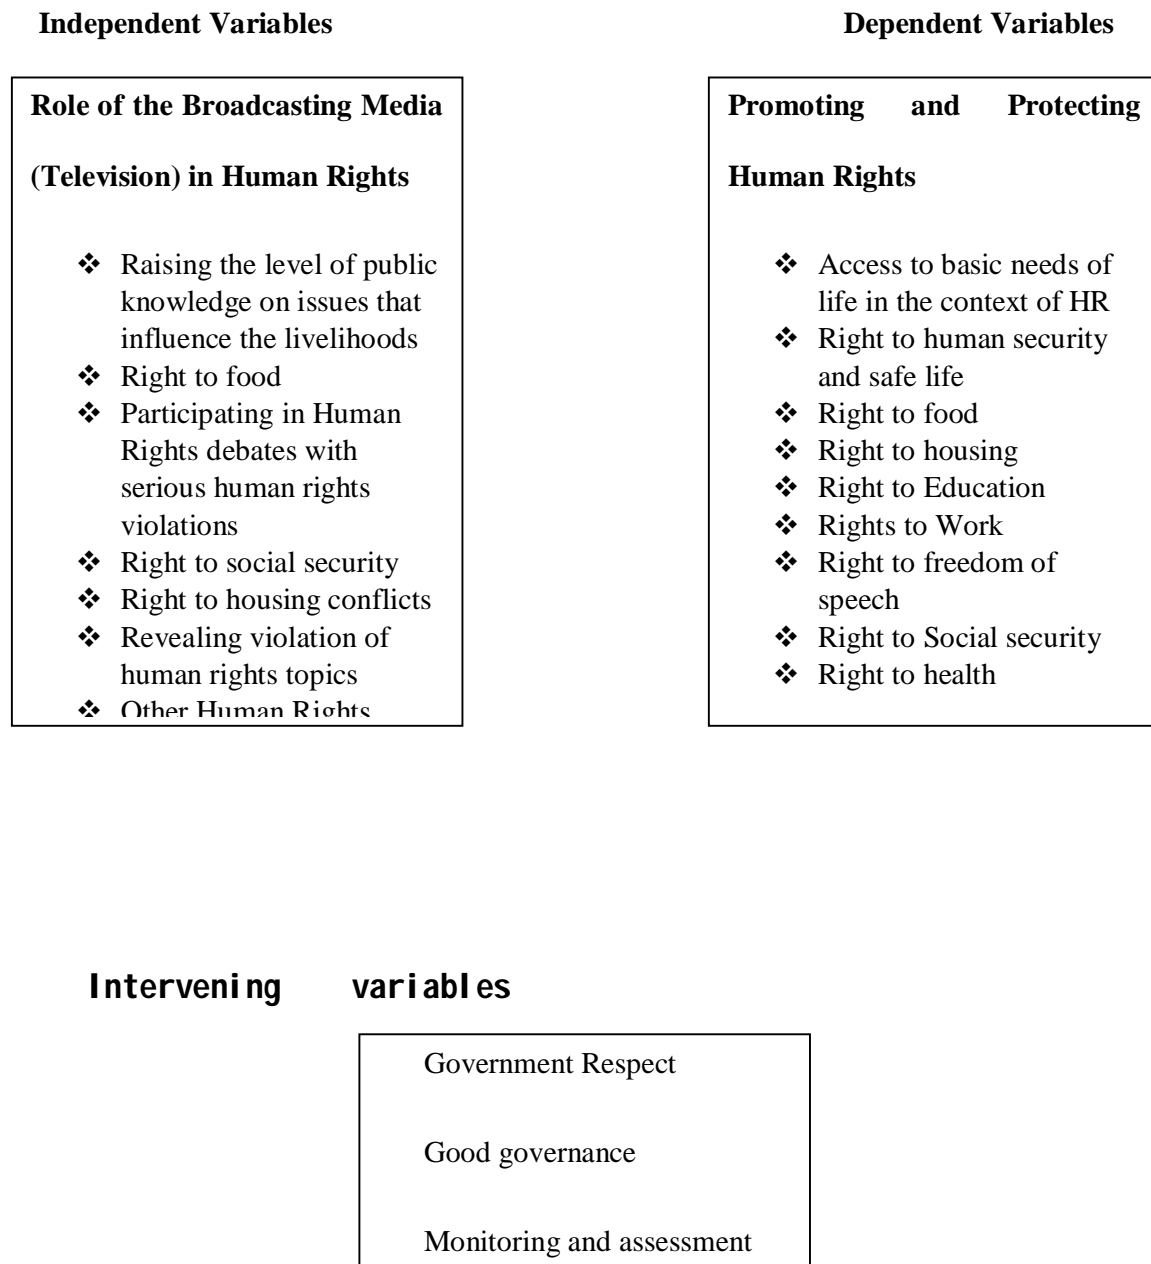 Independent Variables
Dependent Variables
Role of the Broadcasting Media
(Television) in Human Rights
❖ Raising the level of public
knowledge on issues that
influence the livelihoods
❖ Right to food
❖ Participating in Human
Rights debates with
serious human rights
violations
❖ Right to social security
❖ Right to housing conflicts
❖ Revealing violation of
human rights topics
❖ Other Human Rights
Promoting and Protecting
Human Rights
❖ Access to basic needs of
life in the context of HR
❖ Right to human security
and safe life
❖ Right to food
❖ Right to housing
❖ Right to Education
❖ Rights to Work
❖ Right to freedom of
speech
❖ Right to Social security
❖ Right to health
Intervening variables
Government Respect
Good governance
Monitoring and assessment